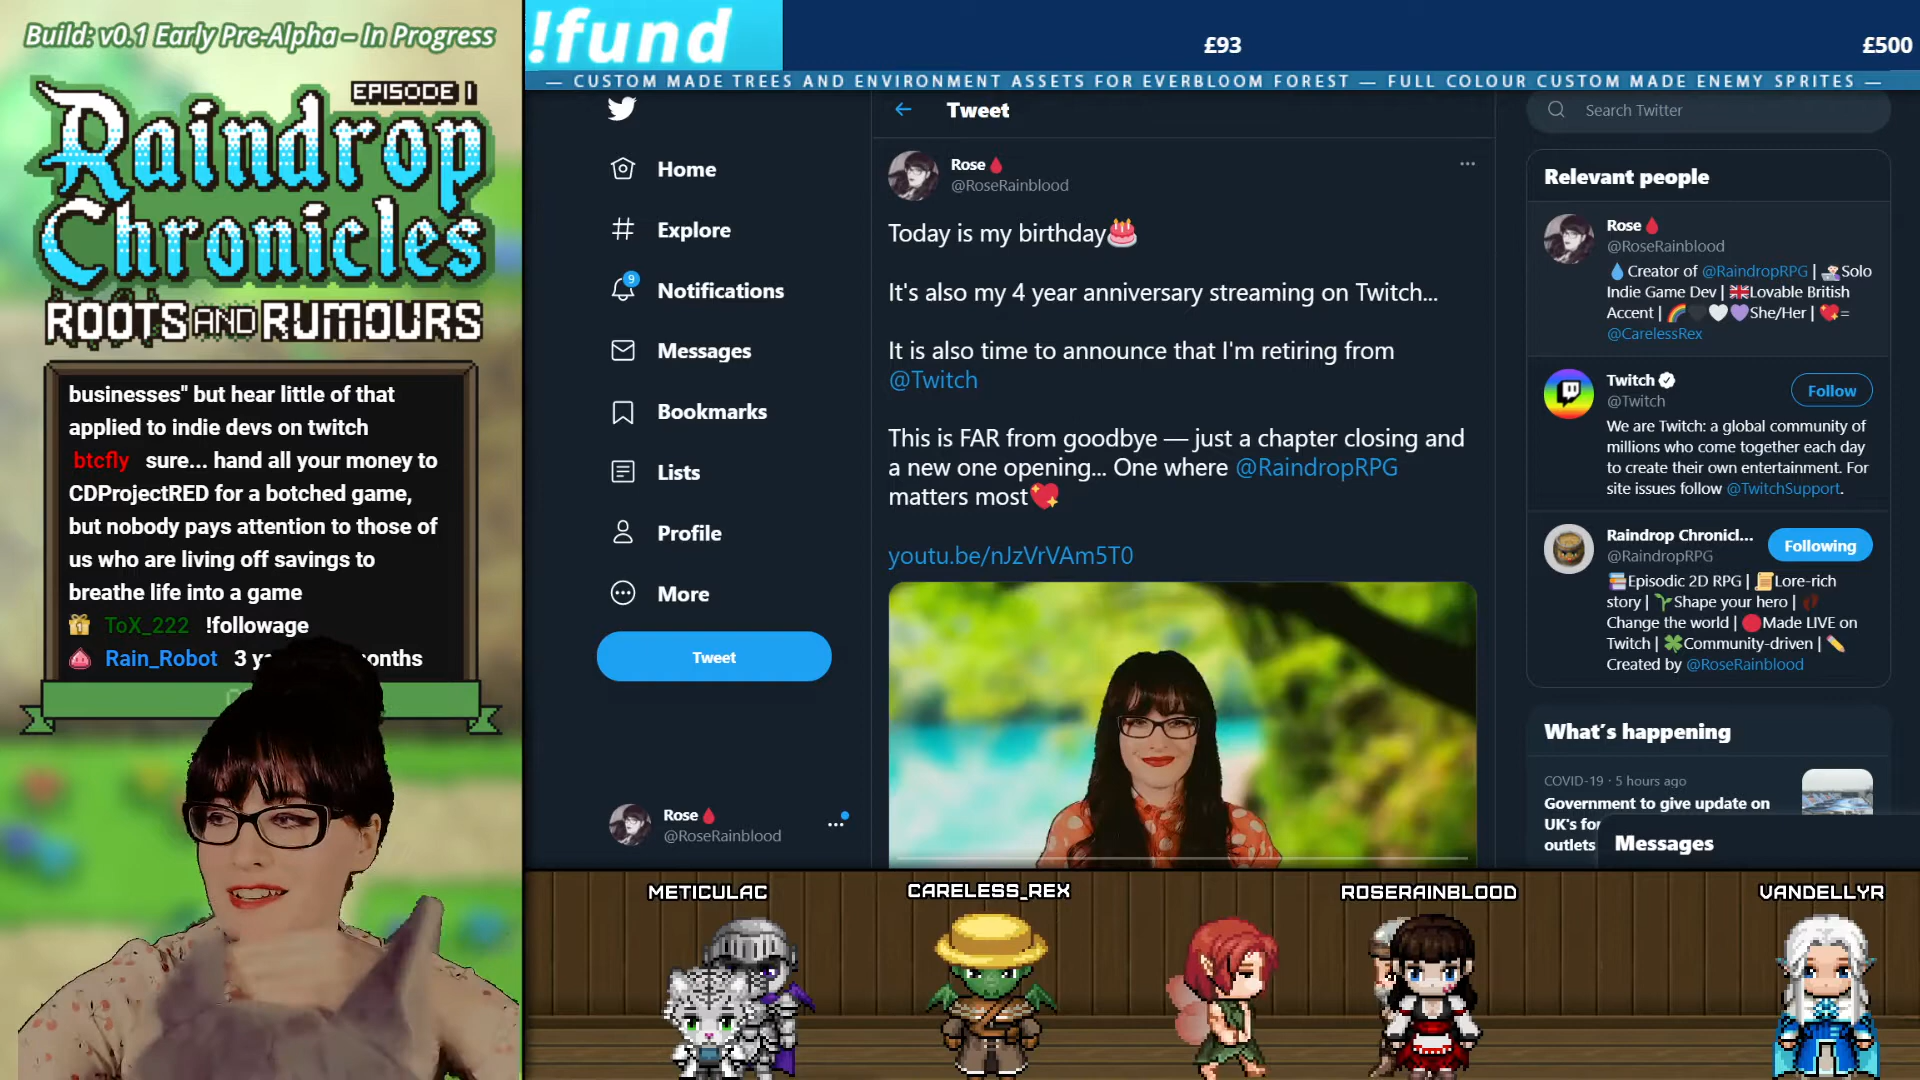 Build: v0.1 Early Pre-Alpha – In Progress
EPISODE I
Raindrop
Chronicles
ROOTS AND RUMOURS
businesses" but hear little of that
applied to indie devs on twitch
btcfly sure... hand all your money to
CDProjectRED for a botched game,
but nobody pays attention to those of
us who are living off savings to
breathe life into a game
ToX_222 !followage
Rain_Robot 3 onths
!fund
£93
£500
— CUSTOM MADE TREES AND ENVIRONMENT ASSETS FOR EVERBLOOM FOREST — FULL COLOUR CUSTOM MADE ENEMY SPRITES —
Home
Explore
9
Notifications
Messages
Bookmarks
Lists
Profile
More
Tweet
Rose
@RoseRainblood
Tweet
Rose
@RoseRainblood
Today is my birthday🎂
It's also my 4 year anniversary streaming on Twitch...
It is also time to announce that I'm retiring from
@Twitch
This is FAR from goodbye — just a chapter closing and
a new one opening... One where @RaindropRPG
matters most💖
youtu.be/nJzVrVAm5T0
Search Twitter
Relevant people
Rose
@RoseRainblood
💧Creator of @RaindropRPG | Solo
Indie Game Dev | 🇬🇧Lovable British
Accent | 🌈🖤🤍💜She/Her | 💖=
@CarelessRex
Twitch
@Twitch
Follow
We are Twitch: a global community of
millions who come together each day
to create their own entertainment. For
site issues follow @TwitchSupport.
Raindrop Chronicl...
@RaindropRPG
Following
📚Episodic 2D RPG | 📜Lore-rich
story | 🌱Shape your hero | 👣
Change the world | 🔴Made LIVE on
Twitch | 🍀Community-driven | ✏️
Created by @RoseRainblood
What's happening
COVID-19 · 5 hours ago
Government to give update on
UK's fo
outlets
Messages
METICULAC
CARELESS_REX
ROSERAINBLOOD
VANDELLYR